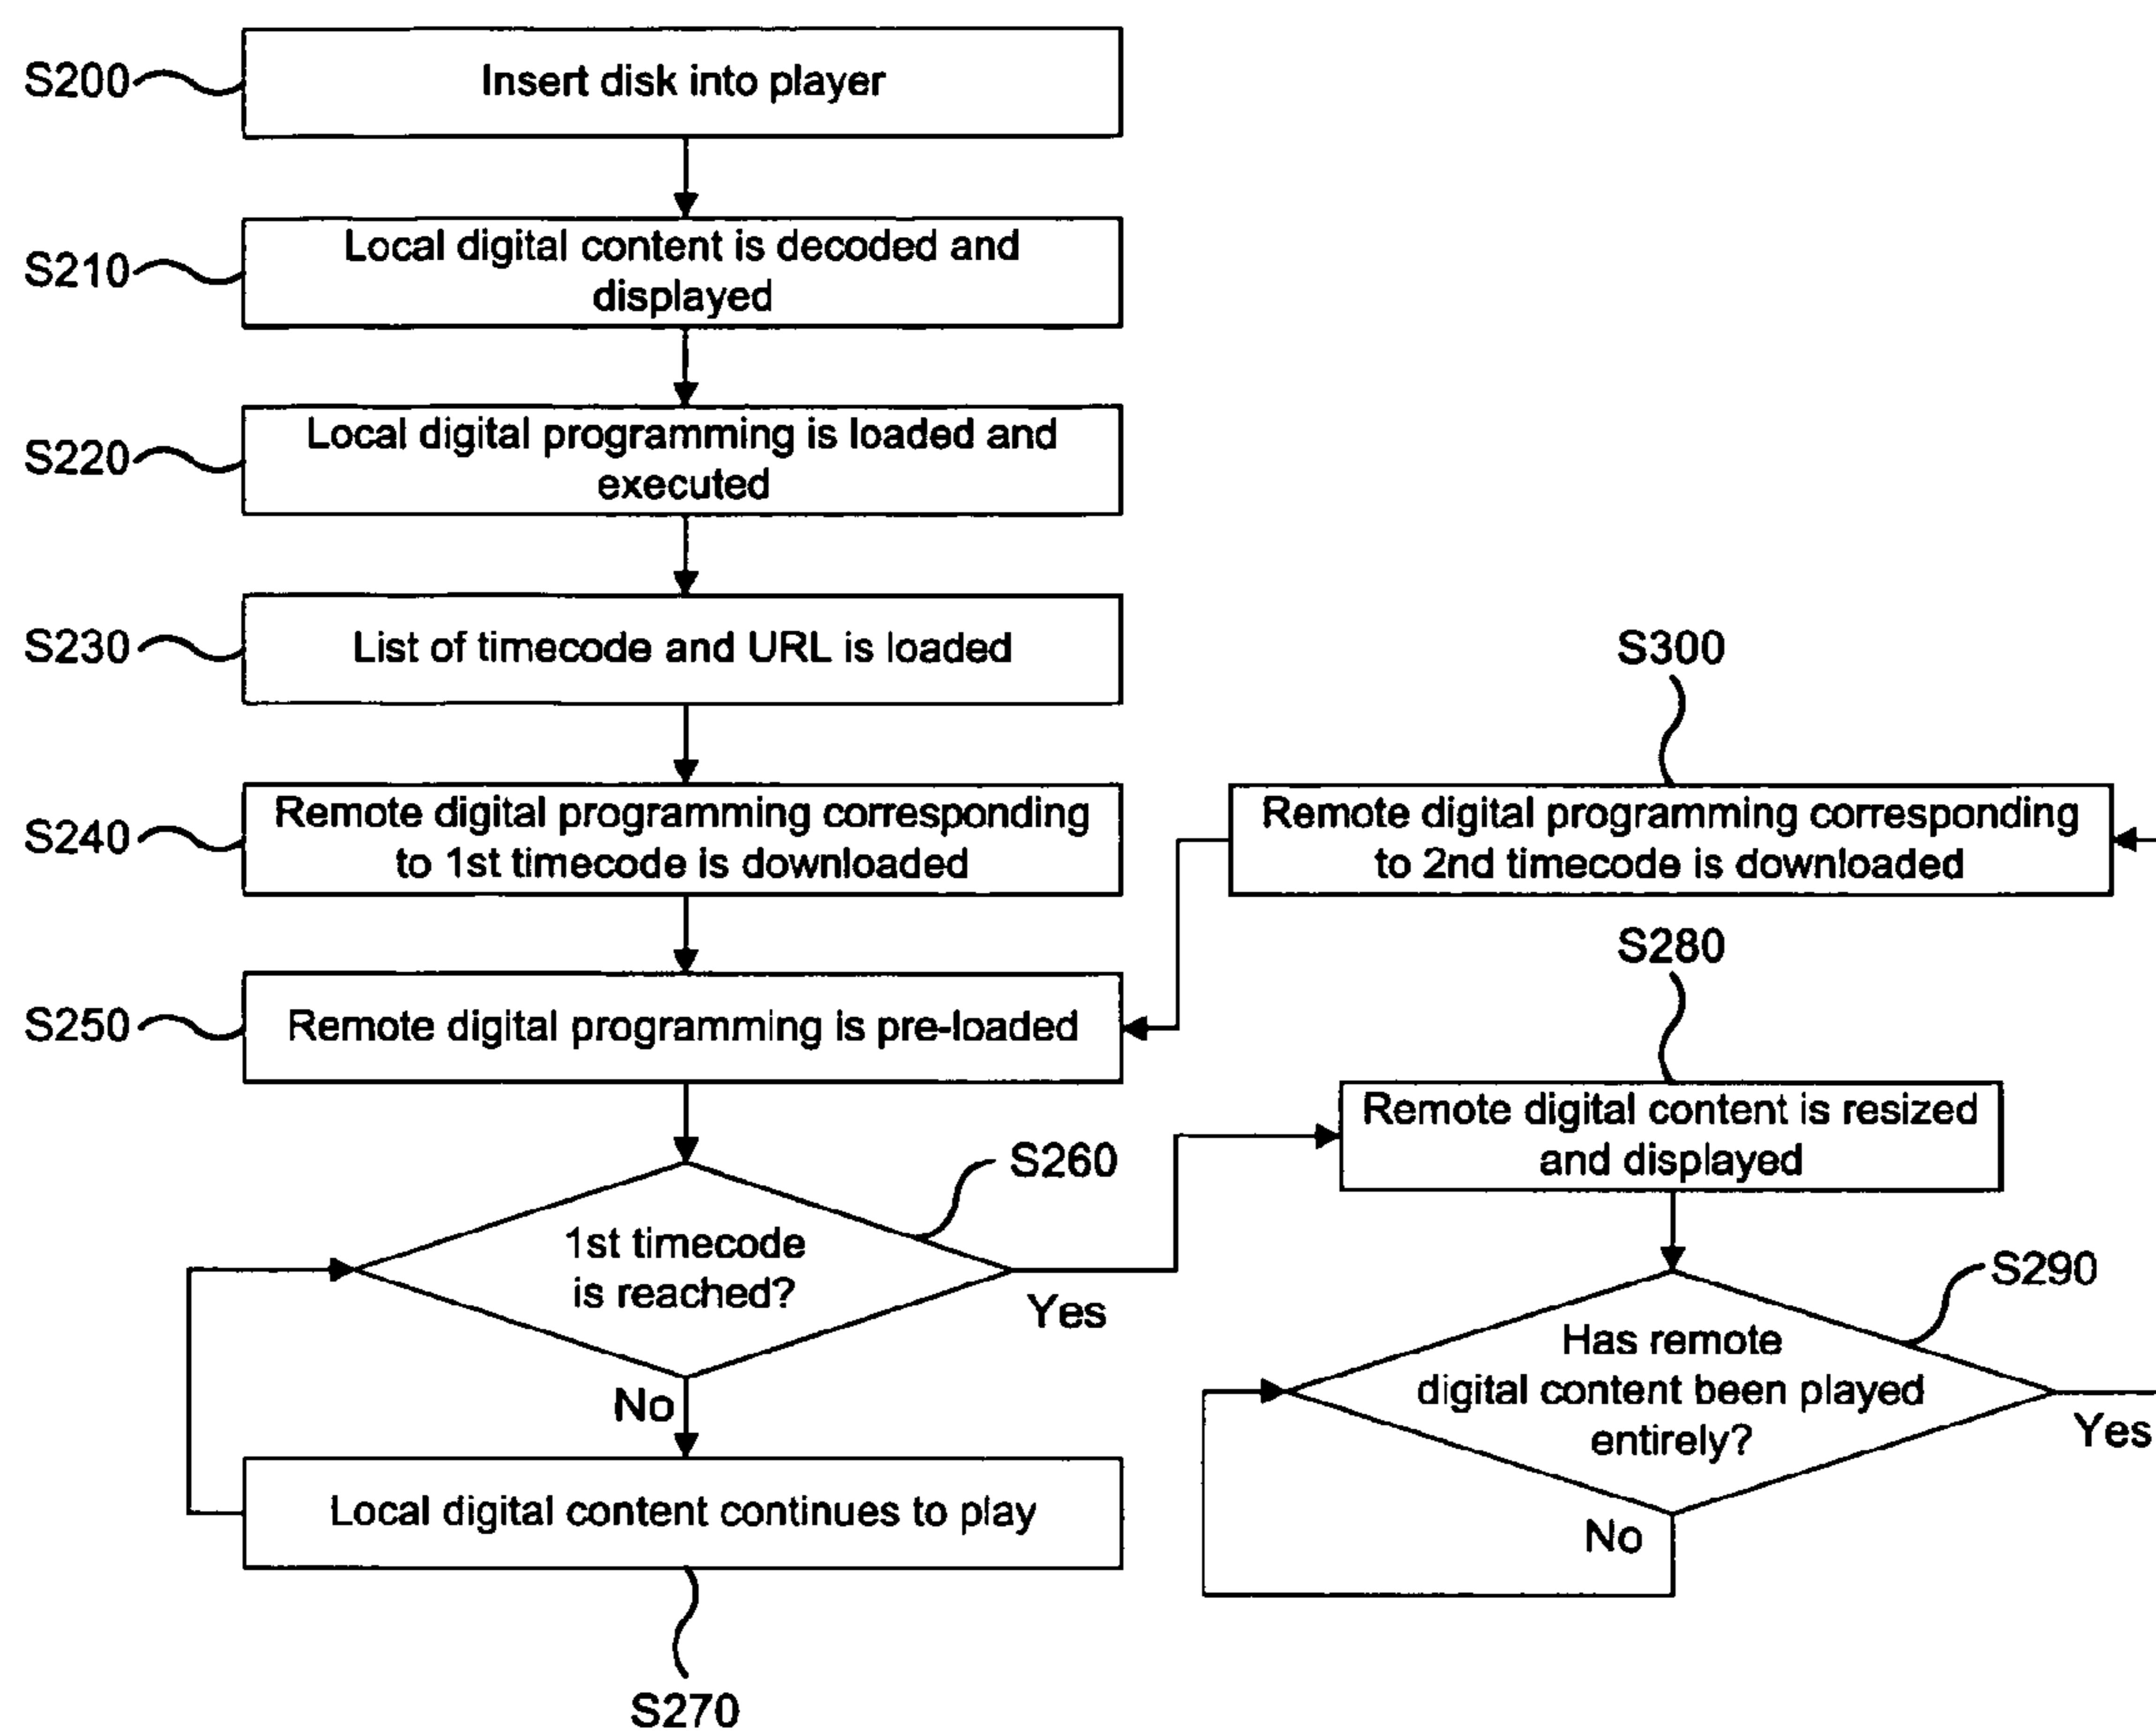 S200
Insert disk into player
S210
Local digital content is decoded and
displayed
S220
Local digital programming is loaded and
executed
S230
List of timecode and URL is loaded
S240
Remote digital programming corresponding
to 1st timecode is downloaded
S250
Remote digital programming is pre-loaded
S260
1st timecode
is reached?
Yes
No
Local digital content continues to play
S270
S300
Remote digital programming corresponding
to 2nd timecode is downloaded
S280
Remote digital content is resized
and displayed
S290
Has remote
digital content been played
entirely?
Yes
No